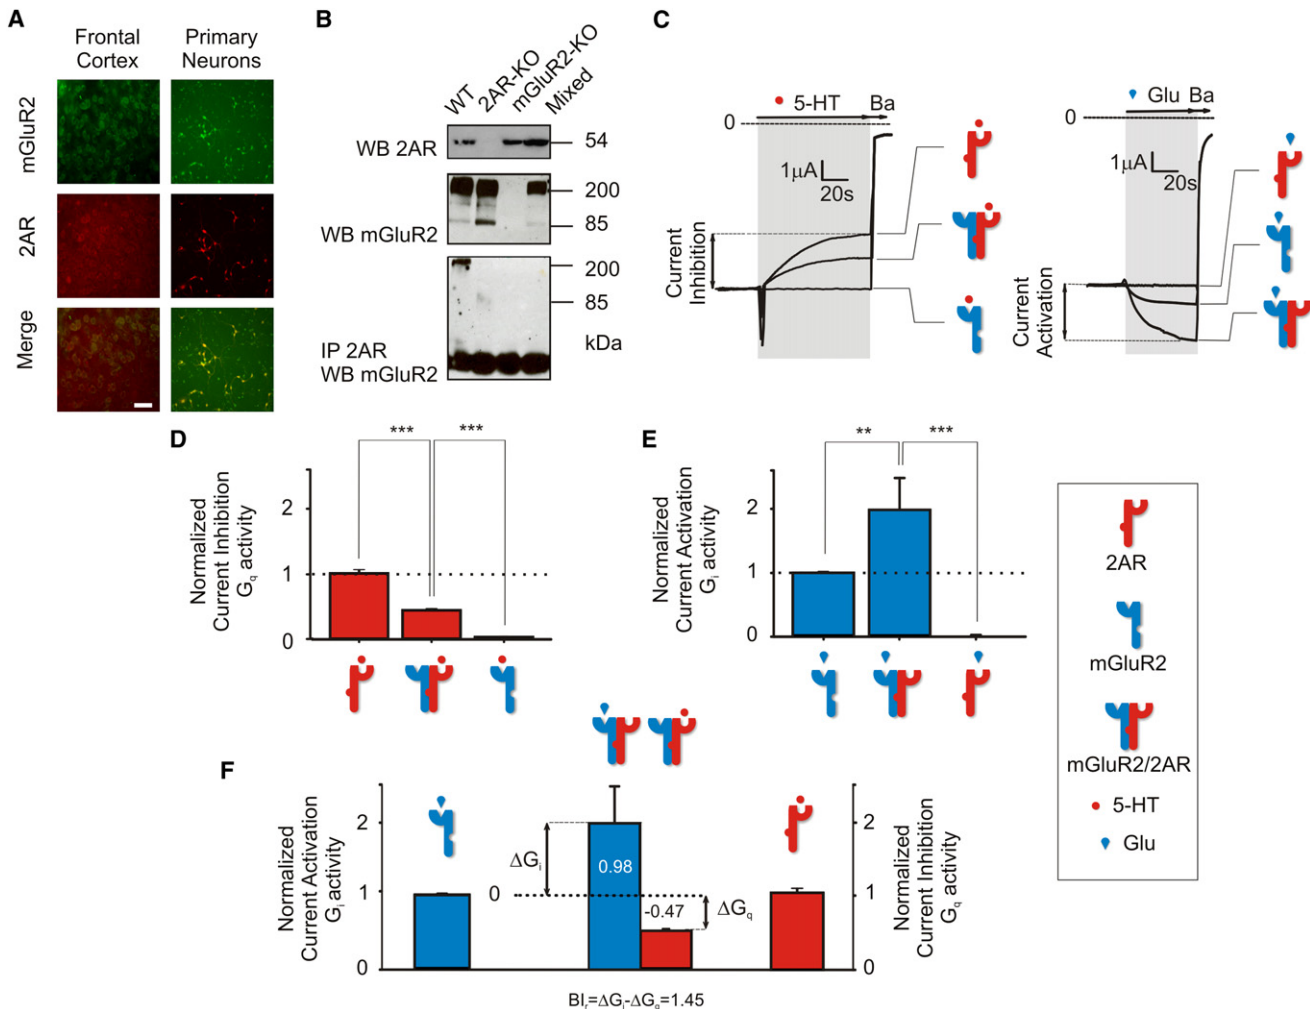 A
Frontal
Cortex
Primary
Neurons
mGluR2
2AR
Merge
B
WT
2AR-KO
mGluR2-KO
Mixed
WB 2AR
54
WB mGluR2
200
85
200
85
kDa
IP 2AR
WB mGluR2
C
5-HT
Ba
0
1µA
20s
Current
Inhibition
Glu Ba
0
1µA
20s
Current
Activation
D
***
***
Normalized
Current Inhibition
Gq activity
2
1
0
E
**
***
Normalized
Current Activation
Gi activity
2
1
0
2AR
mGluR2
mGluR2/2AR
5-HT
Glu
F
Normalized
Current Activation
Gi activity
2
1
0
ΔGi
0.98
0
-0.47
ΔGq
2
1
0
Normalized
Current Inhibition
Gq activity
BIr=ΔGi-ΔGq=1.45